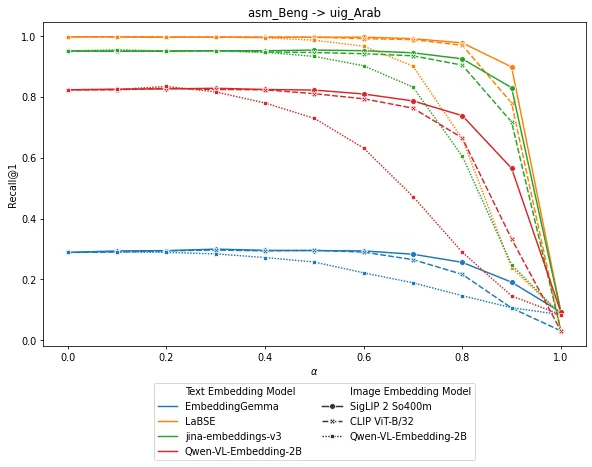 asm_Beng -> uig_Arab
Recall@1
1.0
0.8
0.6
0.4
0.2
0.0
0.0 0.2 0.4 0.6 0.8 1.0
α
Text Embedding Model Image Embedding Model
EmbeddingGemma SigLIP 2 So400m
LaBSE CLIP ViT-B/32
jina-embeddings-v3 Qwen-VL-Embedding-2B
Qwen-VL-Embedding-2B